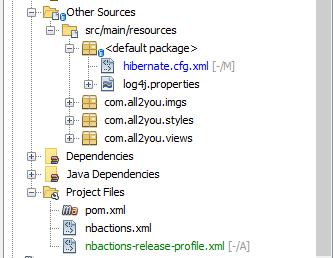 Other Sources
src/main/resources
<default package>
hibernate.cfg.xml [-/M]
log4j.properties
com.all2you.imgs
com.all2you.styles
com.all2you.views
Dependencies
Java Dependencies
Project Files
pom.xml
nbactions.xml
nbactions-release-profile.xml [-/A]